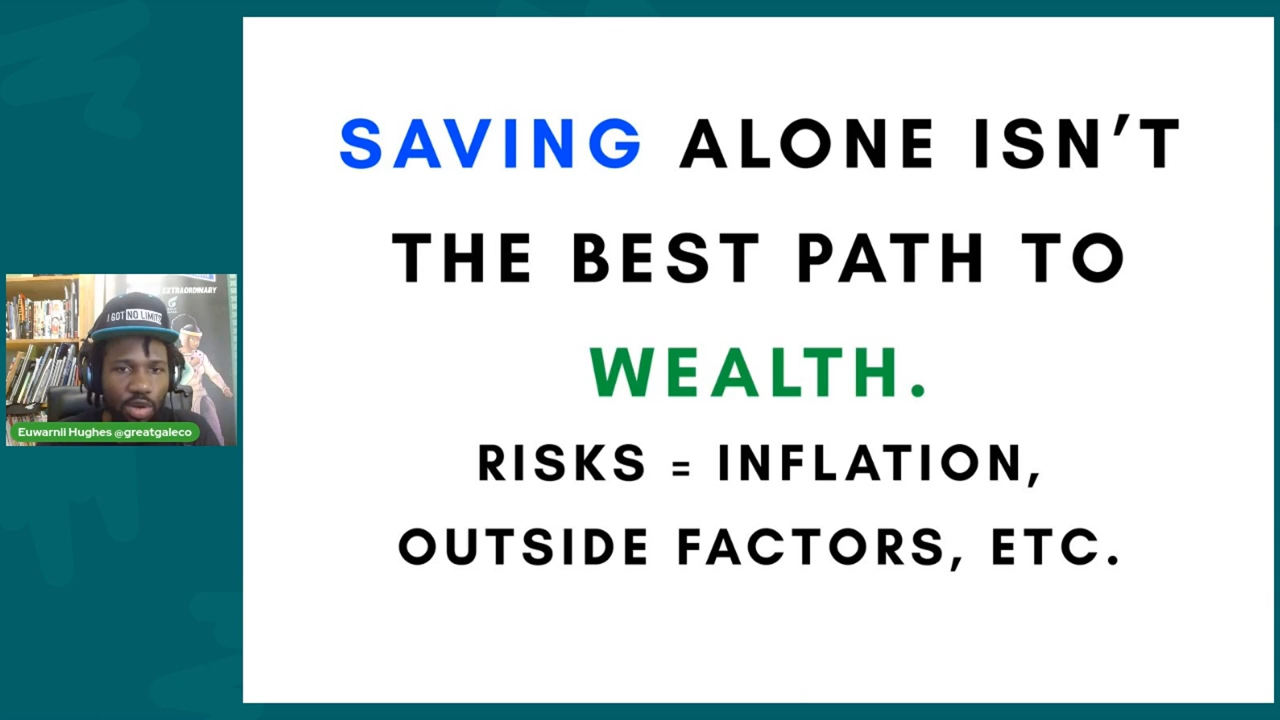 SAVING ALONE ISN’T
THE BEST PATH TO
WEALTH.
RISKS = INFLATION,
OUTSIDE FACTORS, ETC.
EXTRAORDINARY
I GOT NO LIMITS
Euwarnii Hughes @greatgaleco